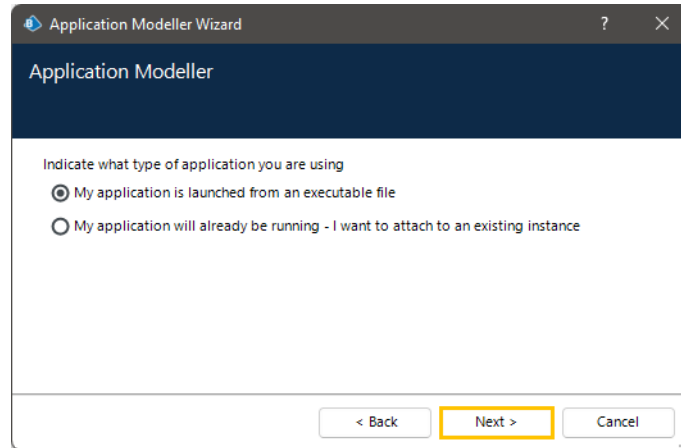 Application Modeller Wizard
Application Modeller
Indicate what type of application you are using
My application is launched from an executable file
My application will already be running - I want to attach to an existing instance
< Back
Next >
Cancel